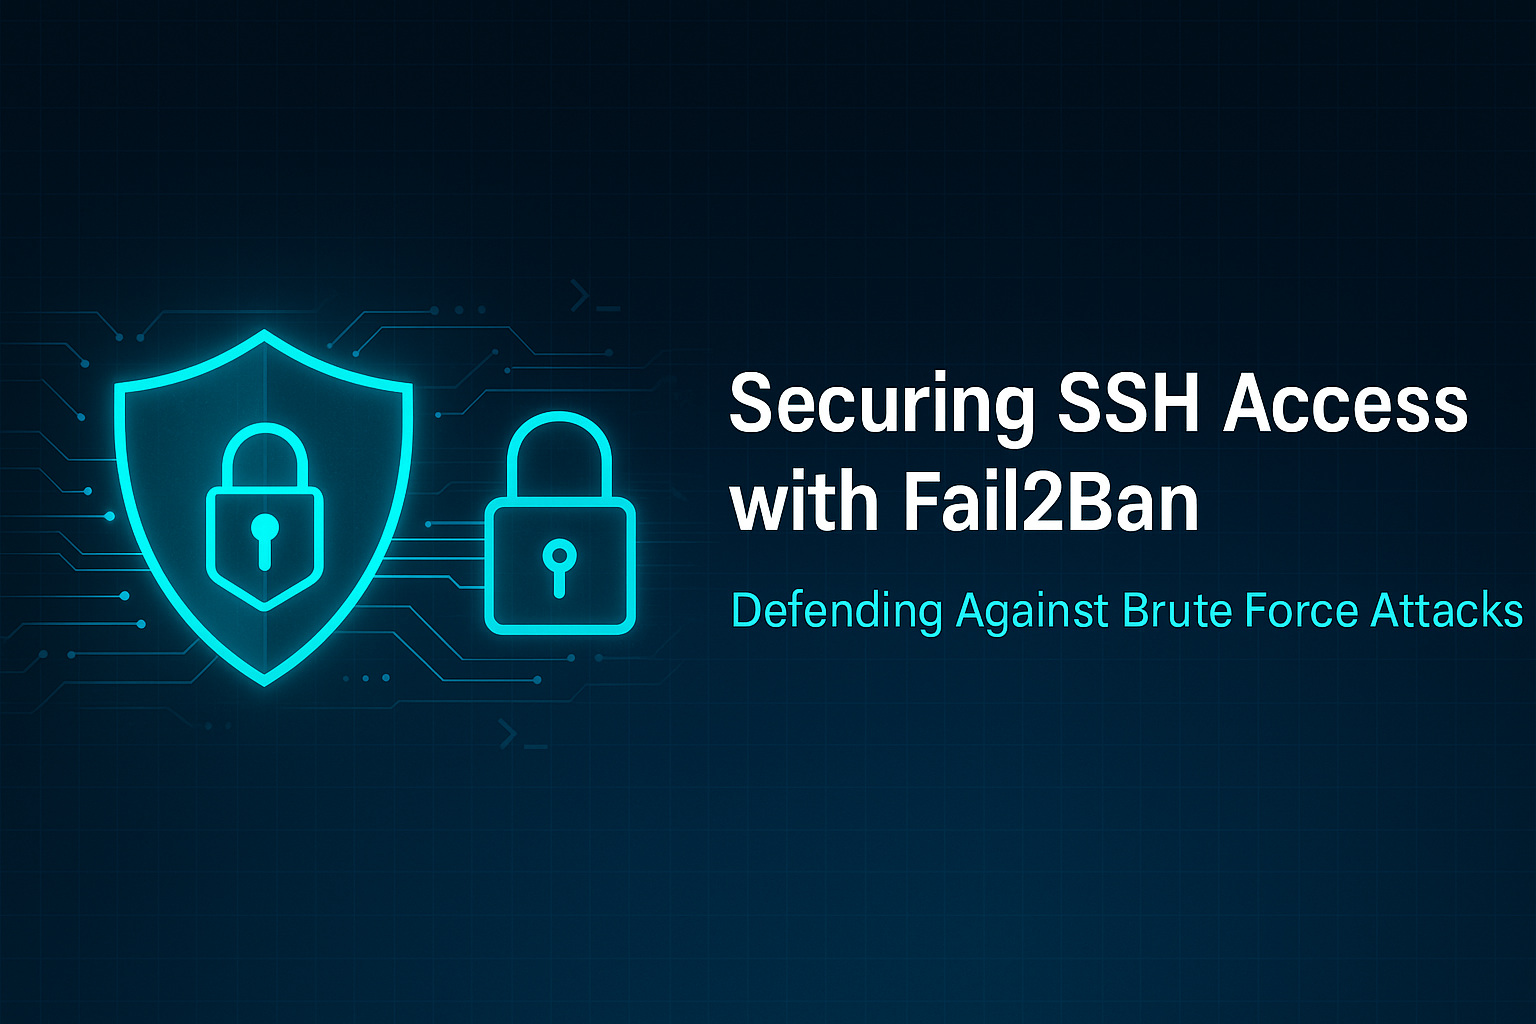 >_
Securing SSH Access
with Fail2Ban
Defending Against Brute Force Attacks
>_